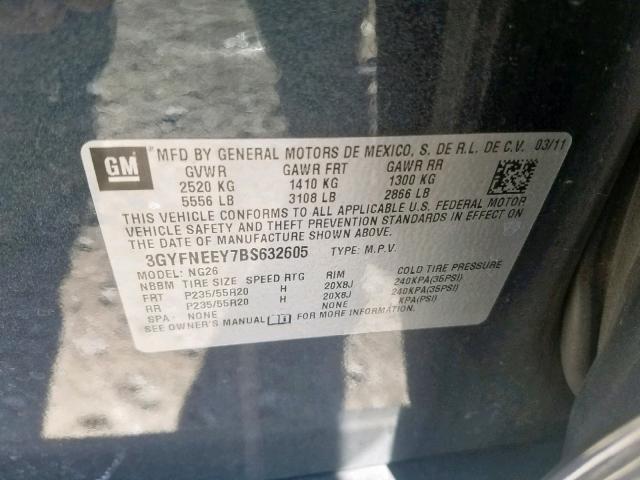 GM MFD BY GENERAL MOTORS DE MEXICO, S. DE R.L. DE C.V. 03/11
GVWR GAWR FRT GAWR RR
2520 KG 1410 KG 1300 KG
5556 LB 3108 LB 2866 LB
THIS VEHICLE CONFORMS TO ALL APPLICABLE U.S. FEDERAL MOTOR
VEHICLE SAFETY AND THEFT PREVENTION STANDARDS IN EFFECT ON
THE DATE OF MANUFACTURE SHOWN ABOVE.
3GYFNEEY7BS632605 TYPE: M.P.V.
MODEL: NG26
NBBM TIRE SIZE SPEED RTG RIM COLD TIRE PRESSURE
FRT P235/55R20 H 20X8J 240KPA(35PSI)
RR P235/55R20 H 20X8J 240KPA(35PSI)
SPA: NONE NONE KPA(PSI)
SEE OWNER'S MANUAL FOR MORE INFORMATION.